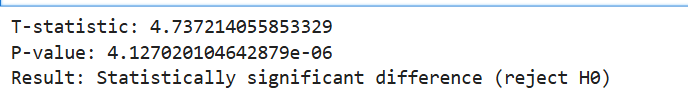 T-statistic: 4.737214055853329
P-value: 4.127020104642879e-06
Result: Statistically significant difference (reject H0)